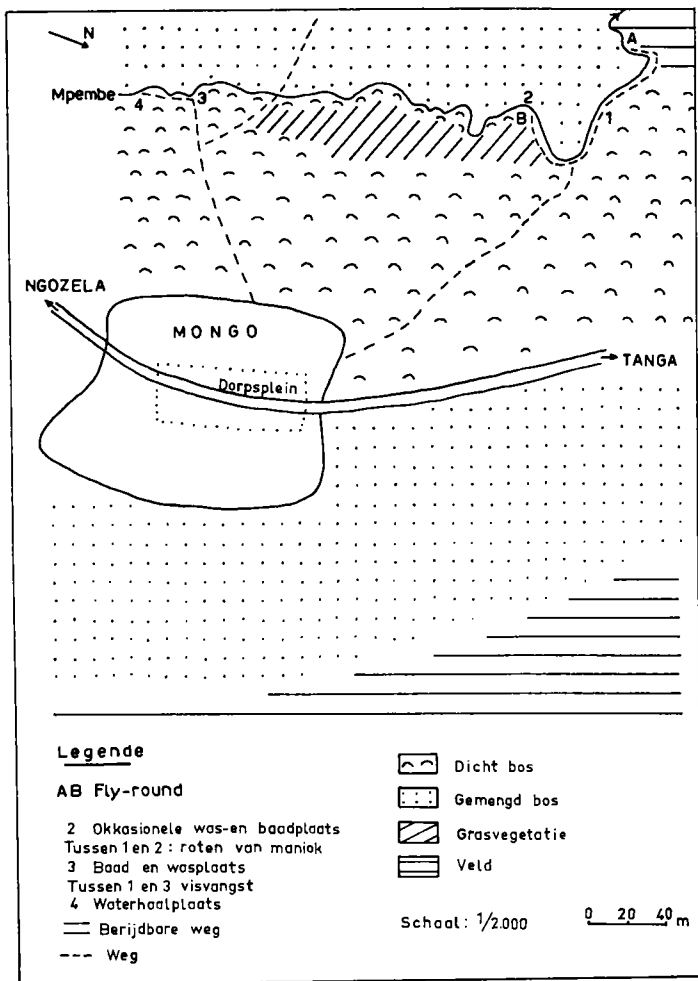 N
A
Mpembe
4
3
2
B
1
NGOZELA
MONGO
Dorpsplein
TANGA
Legende
AB Fly-round
2 Okkasionele was-en baadplaats
Tussen 1 en 2 : roten van maniok
3 Baad en wasplaats
Tussen 1 en 3 visvangst
4 Waterhaalplaats
Berijdbare weg
Weg
Dicht bos
Gemengd bos
Grasvegetatie
Veld
Schaal: 1/2.000
0 20 40 m